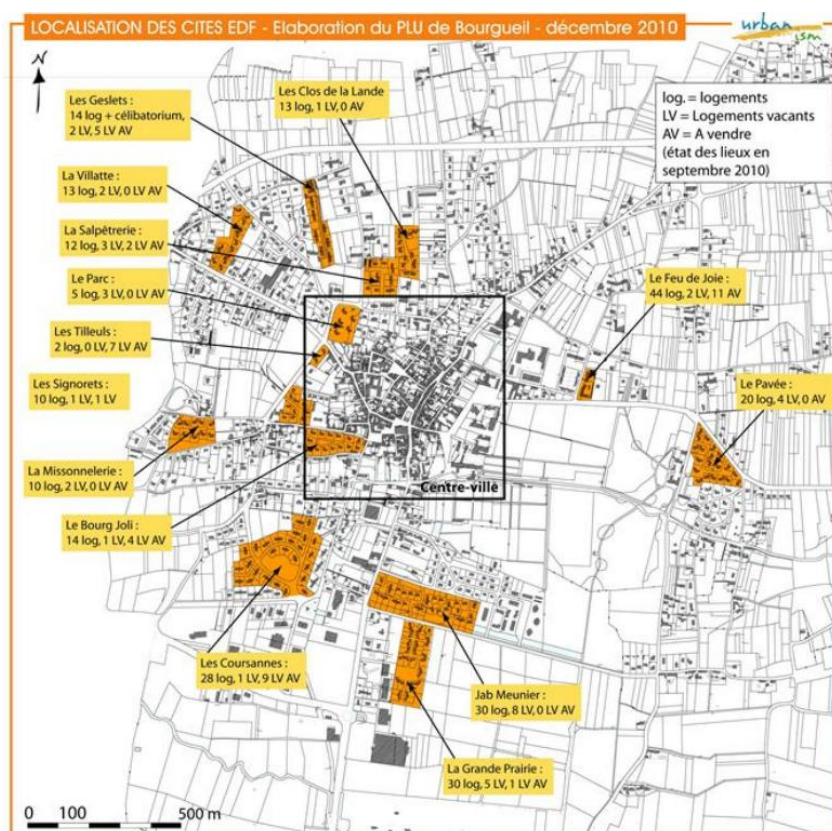 LOCALISATION DES CITES EDF - Elaboration du PLU de Bourgueil - décembre 2010
urban
ism
Les Clos de la Lande
13 log, 1 LV, 0 AV
Les Geslets :
14 log + célibatorium,
2 LV, 5 LV AV
log. = logements
LV = Logements vacants
AV = A vendre
(état des lieux en
septembre 2010)
La Villatte :
13 log, 2 LV, 0 LV AV
La Salpêtrerie :
12 log, 3 LV, 2 LV AV
Le Parc :
5 log, 3 LV, 0 LV AV
Le Feu de Joie :
44 log, 2 LV, 11 AV
Les Tilleuls :
2 log, 0 LV, 7 LV AV
Les Signorets :
10 log, 1 LV, 1 LV
Le Pavée :
20 log, 4 LV, 0 AV
La Missonnelerie :
10 log, 2 LV, 0 LV AV
Centre-ville
Le Bourg Joli :
14 log, 1 LV, 4 LV AV
Les Coursannes :
28 log, 1 LV, 9 LV AV
Jab Meunier :
30 log, 8 LV, 0 LV AV
La Grande Prairie :
30 log, 5 LV, 1 LV AV
0 100 500 m
N